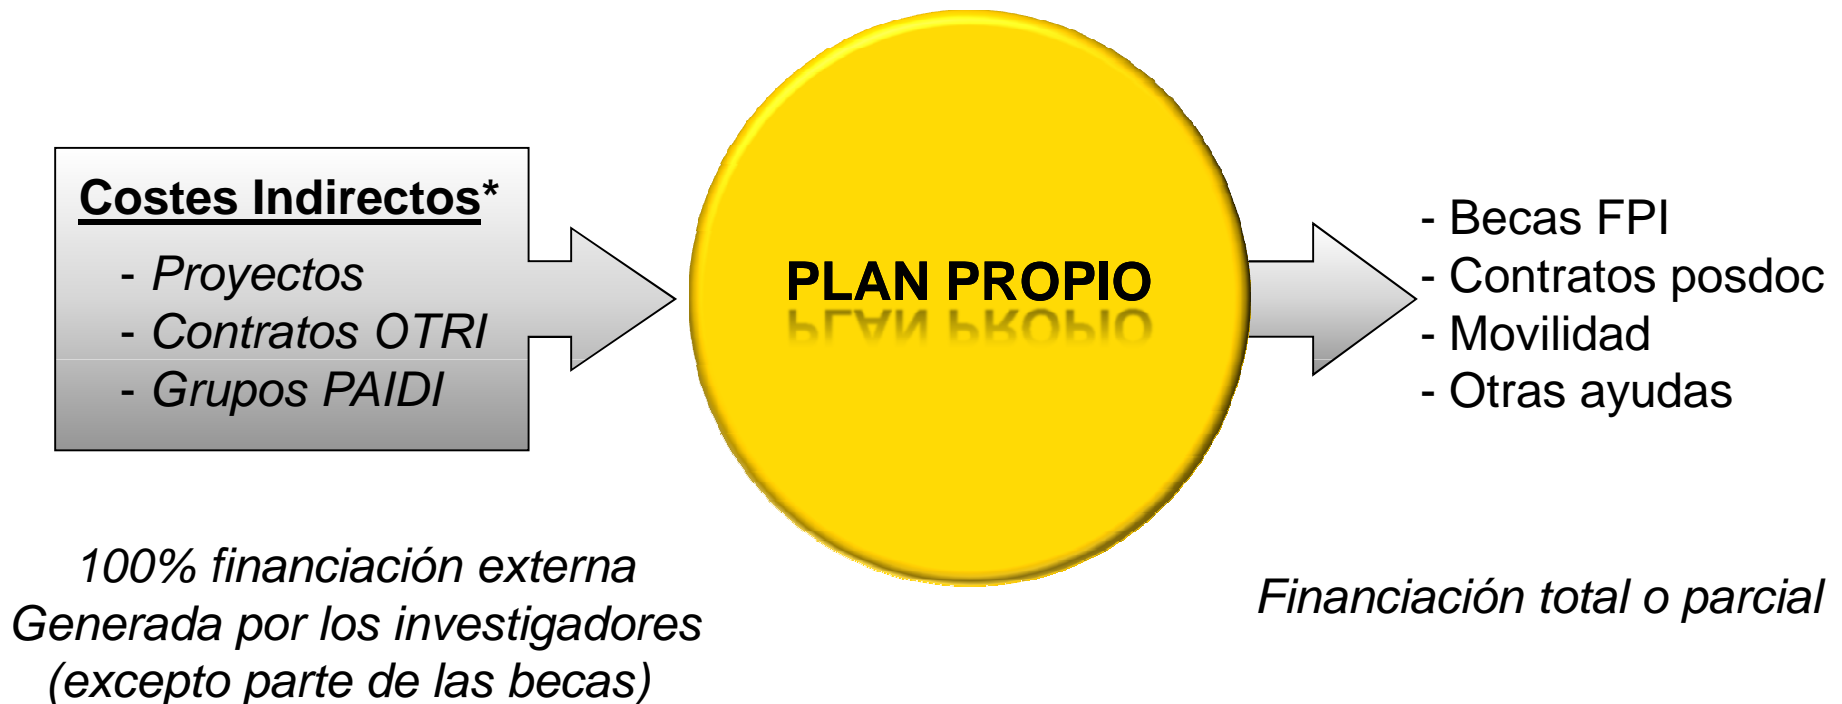 Costes Indirectos*
- Proyectos
- Contratos OTRI
- Grupos PAIDI
100% financiación externa
Generada por los investigadores
(excepto parte de las becas)
PLAN PROPIO
- Becas FPI
- Contratos posdoc
- Movilidad
- Otras ayudas
Financiación total o parcial